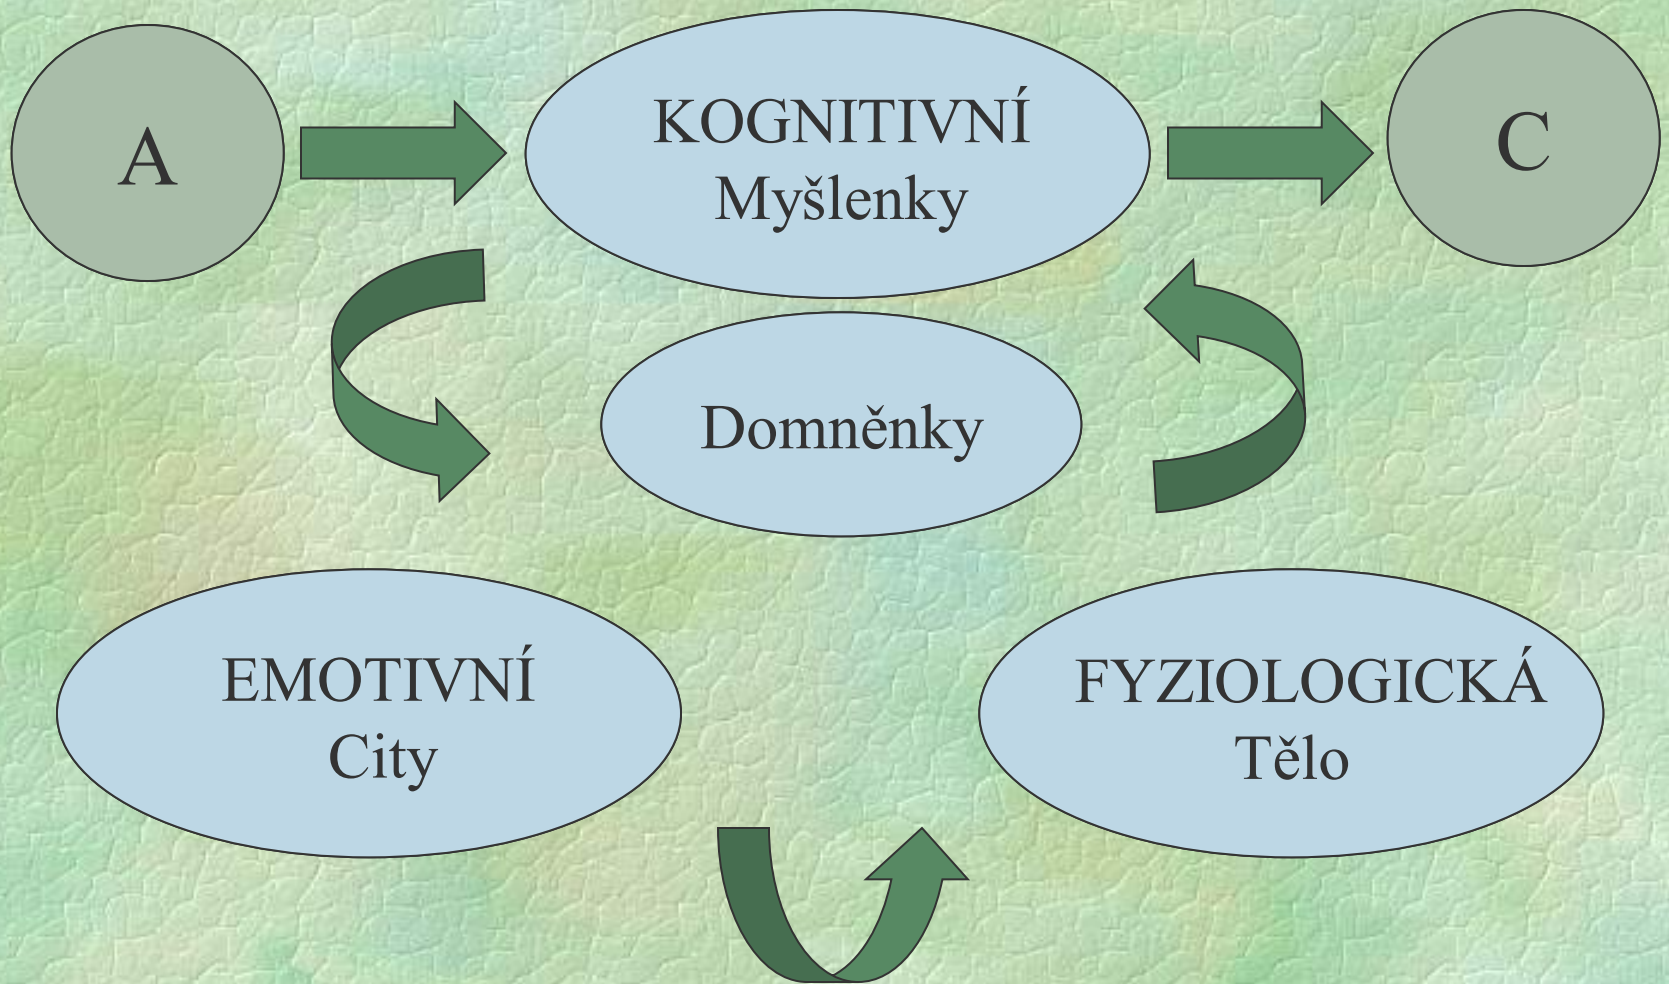 A
KOGNITIVNÍ
Myšlenky
C
Domněnky
EMOTIVNÍ
City
FYZIOLOGICKÁ
Tělo